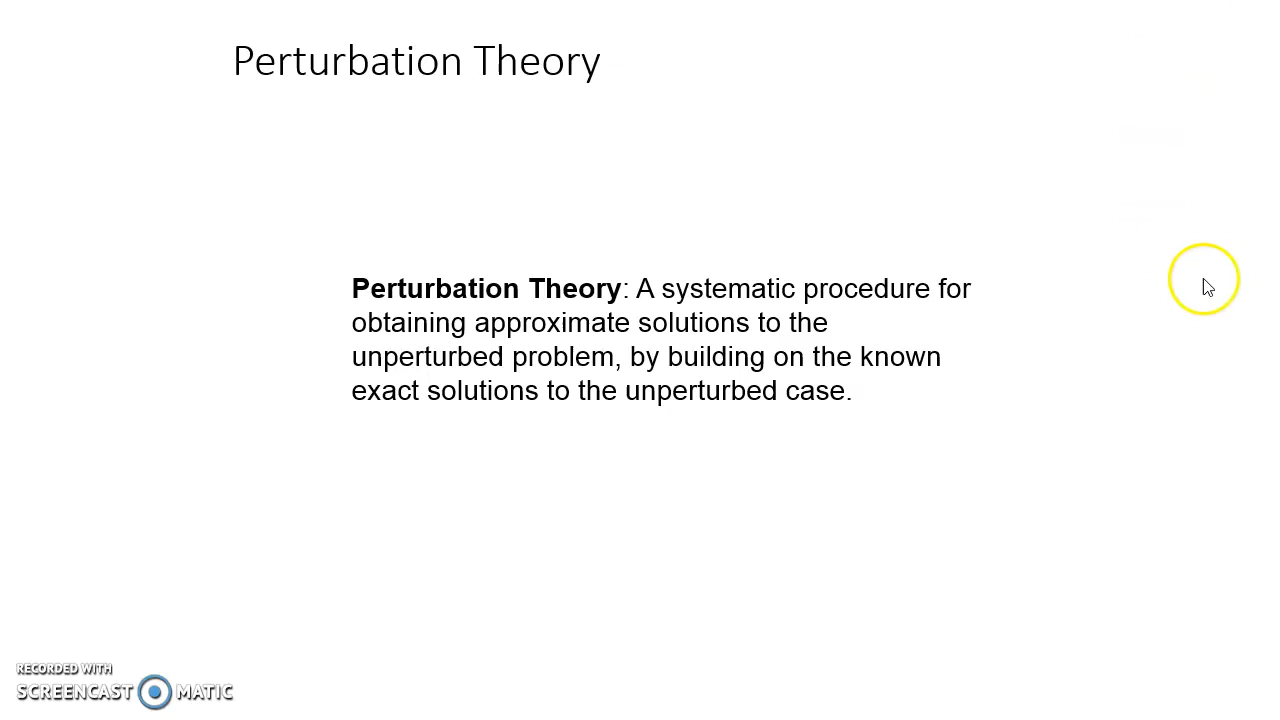 Perturbation Theory
Perturbation Theory: A systematic procedure for
obtaining approximate solutions to the
unperturbed problem, by building on the known
exact solutions to the unperturbed case.
RECORDED WITH
SCREENCAST MATIC